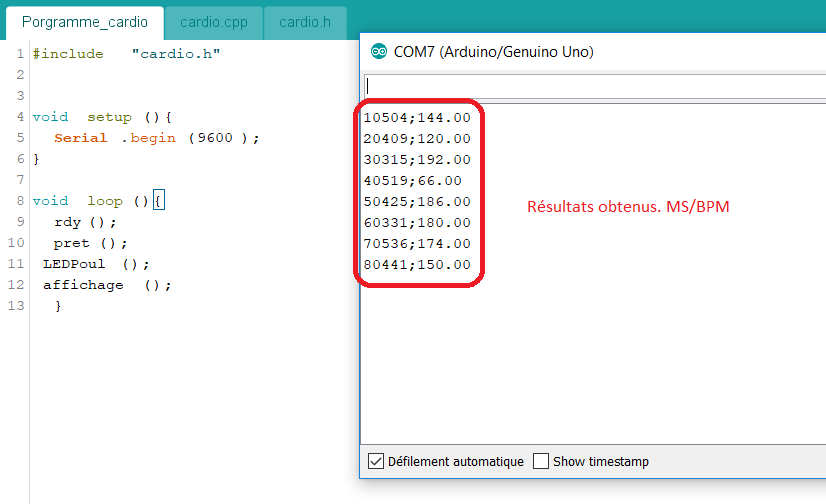 Porgramme_cardio cardio.cpp cardio.h
1 #include "cardio.h"
2
3
4 void setup (){
5 Serial .begin (9600 );
6 }
7
8 void loop (){
9 rdy ();
10 pret ();
11 LEDPoul ();
12 affichage ();
13 }
COM7 (Arduino/Genuino Uno)
10504;144.00
20409;120.00
30315;192.00
40519;66.00
50425;186.00
60331;180.00
70536;174.00
80441;150.00
Résultats obtenus. MS/BPM
Défilement automatique Show timestamp